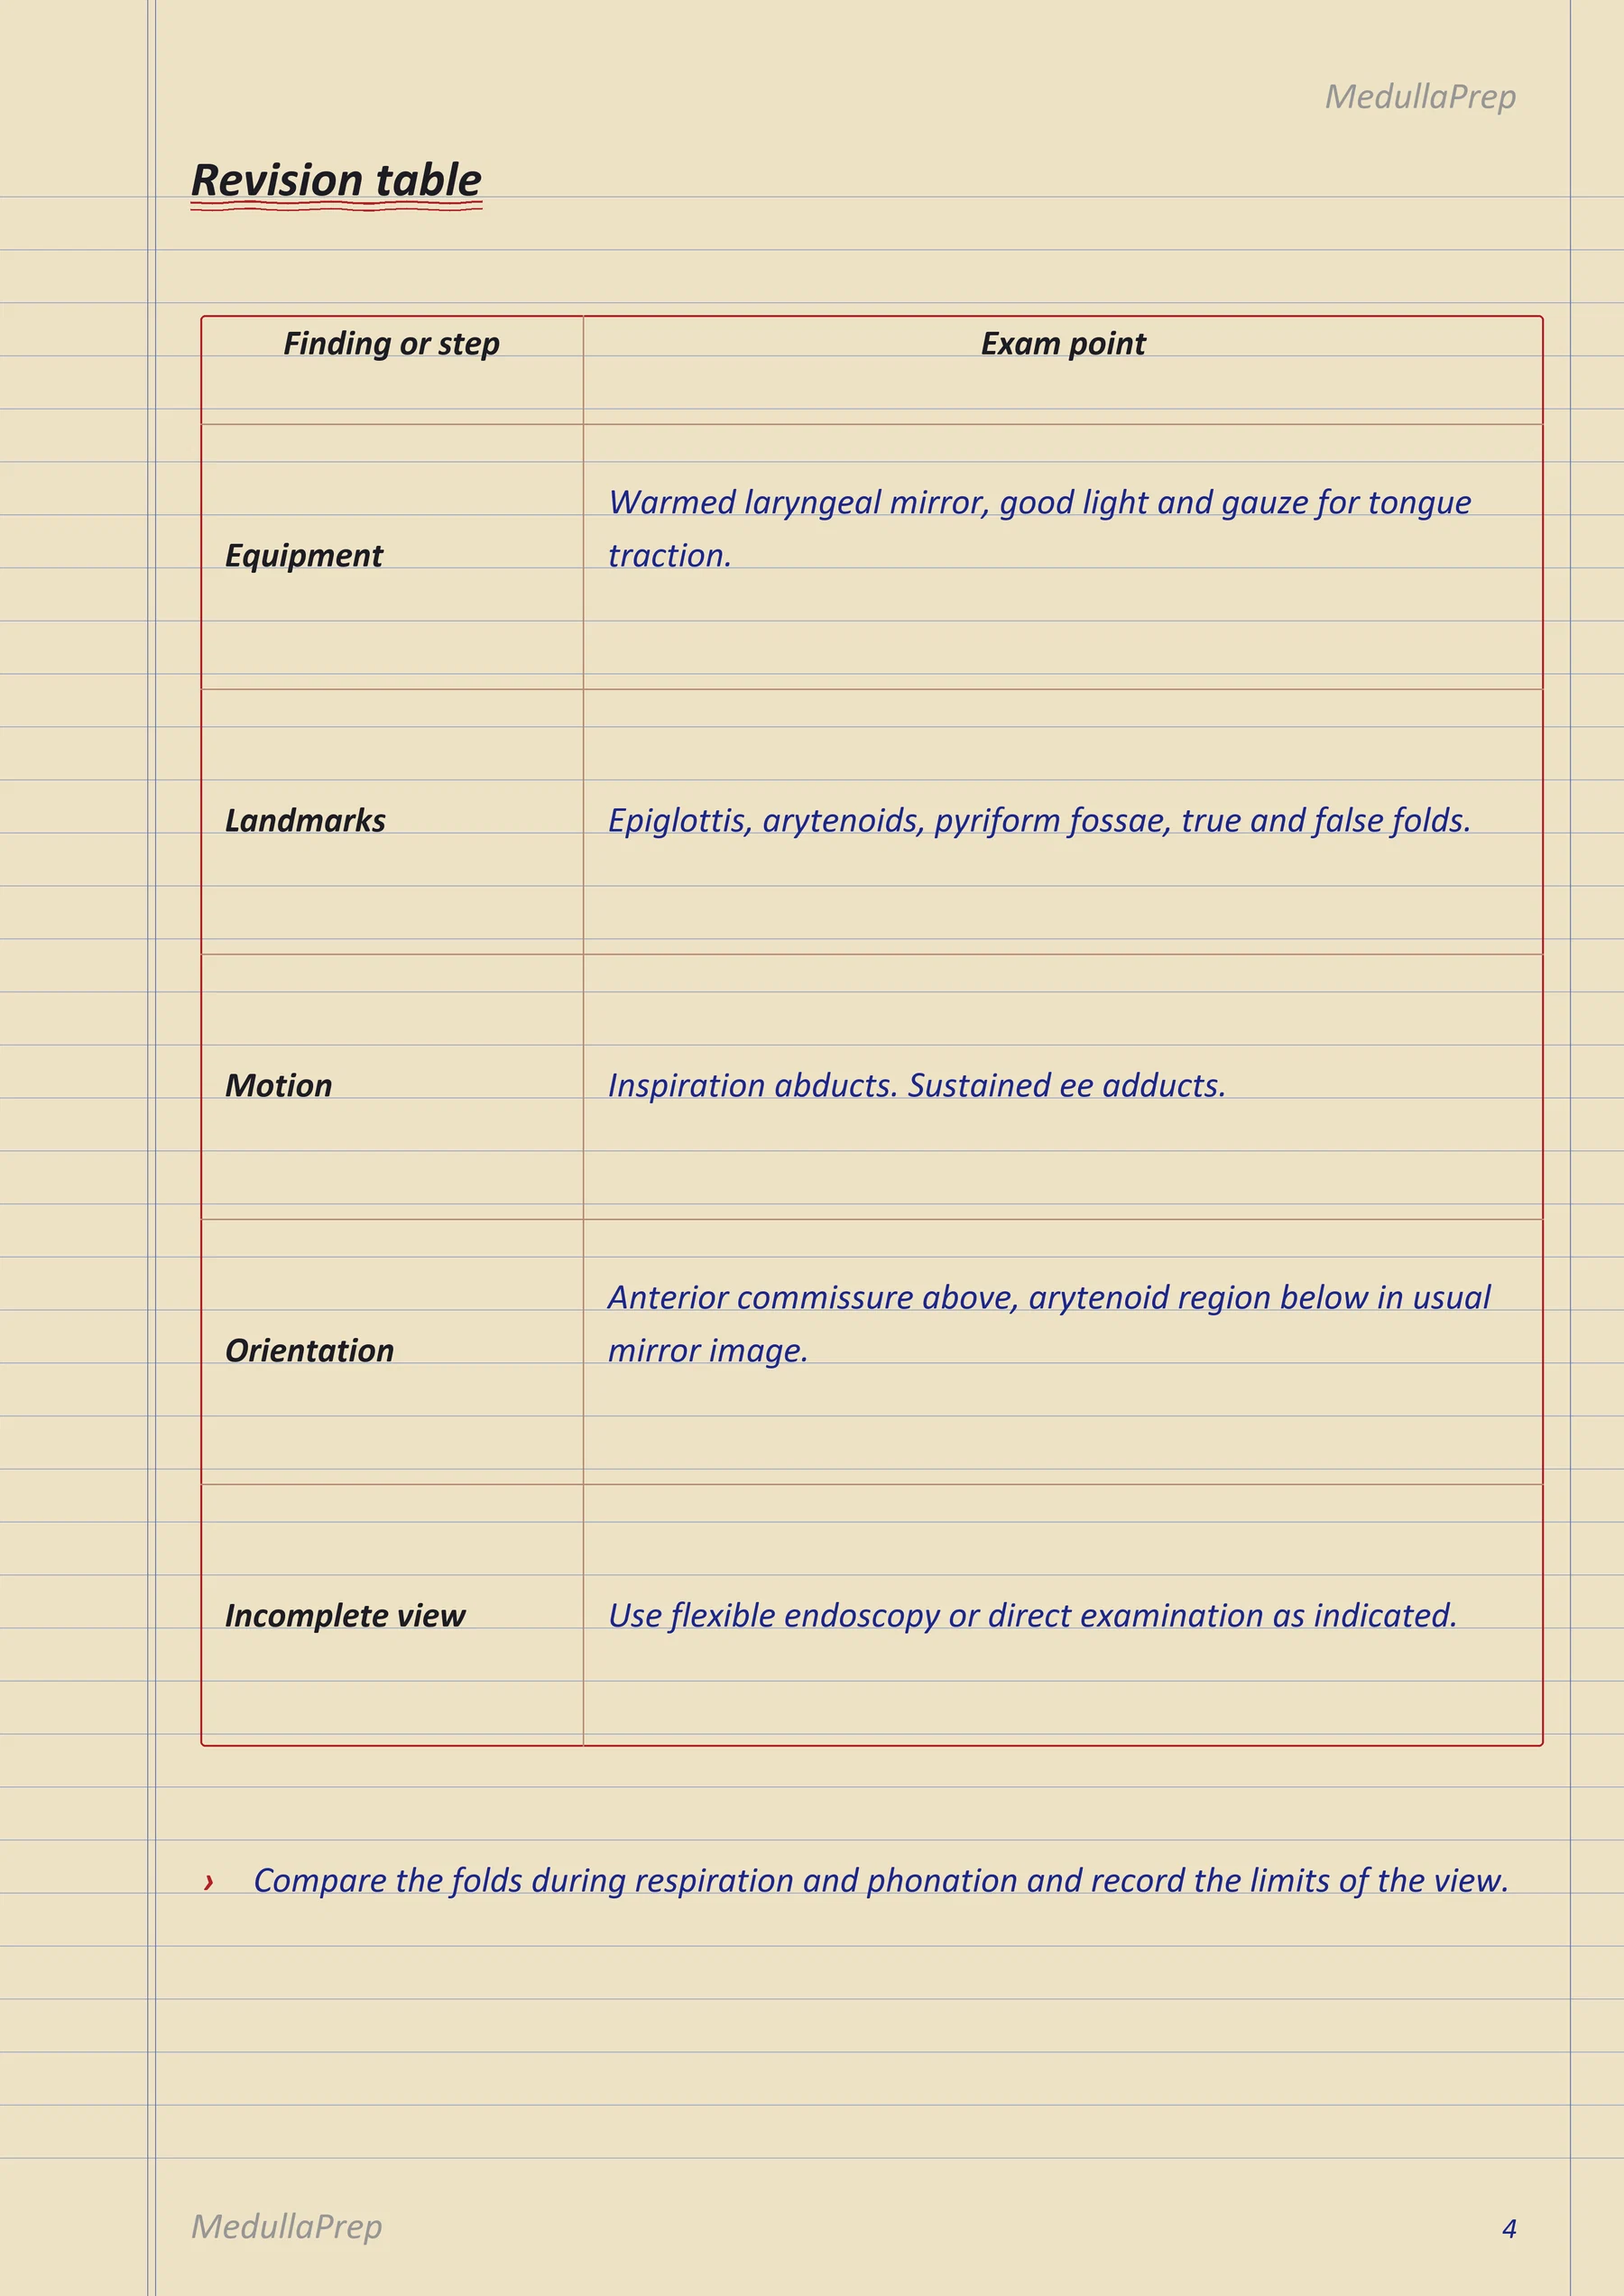 MedullaPrep
Revision table
Finding or step
Exam point
Equipment
Warmed laryngeal mirror, good light and gauze for tongue
traction.
Landmarks
Epiglottis, arytenoids, pyriform fossae, true and false folds.
Motion
Inspiration abducts. Sustained ee adducts.
Orientation
Anterior commissure above, arytenoid region below in usual
mirror image.
Incomplete view
Use flexible endoscopy or direct examination as indicated.
› Compare the folds during respiration and phonation and record the limits of the view.
MedullaPrep
4